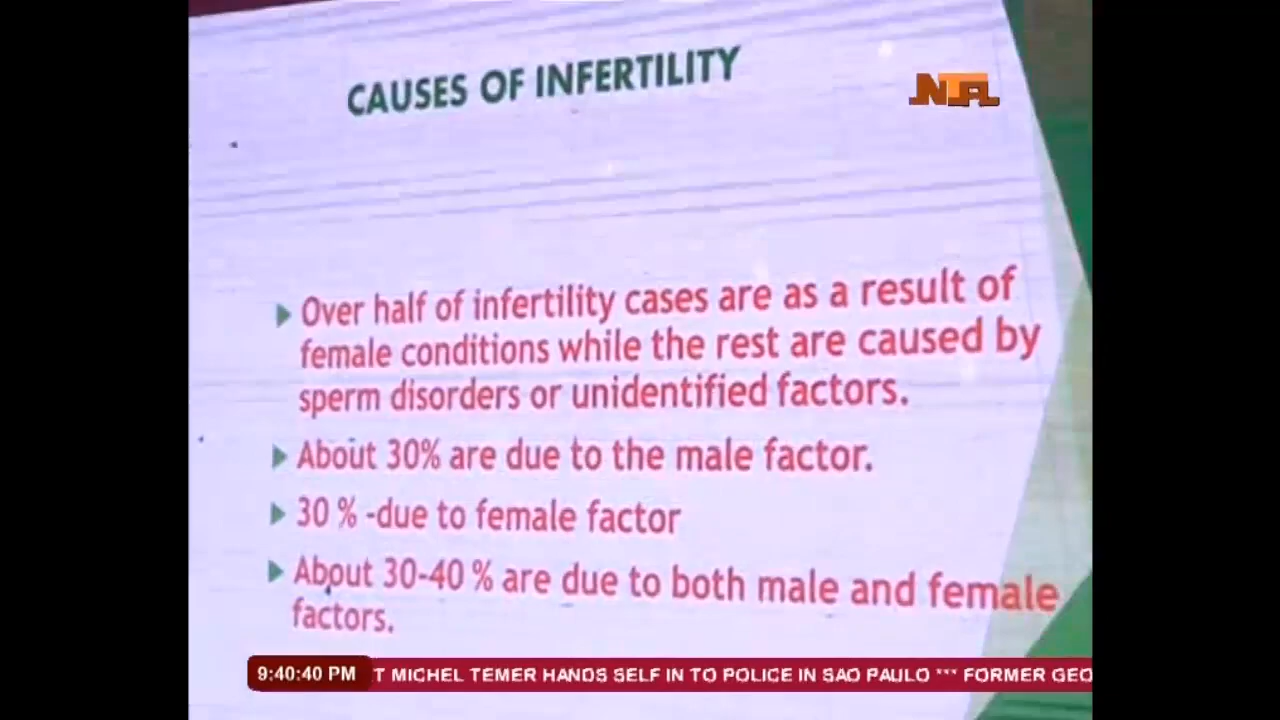 CAUSES OF INFERTILITY
NTA
Over half of infertility cases are as a result of
female conditions while the rest are caused by
sperm disorders or unidentified factors.
About 30% are due to the male factor.
30 % -due to female factor
About 30-40 % are due to both male and female
factors.
9:40:40 PM T MICHEL TEMER HANDS SELF IN TO POLICE IN SAO PAULO *** FORMER GEO